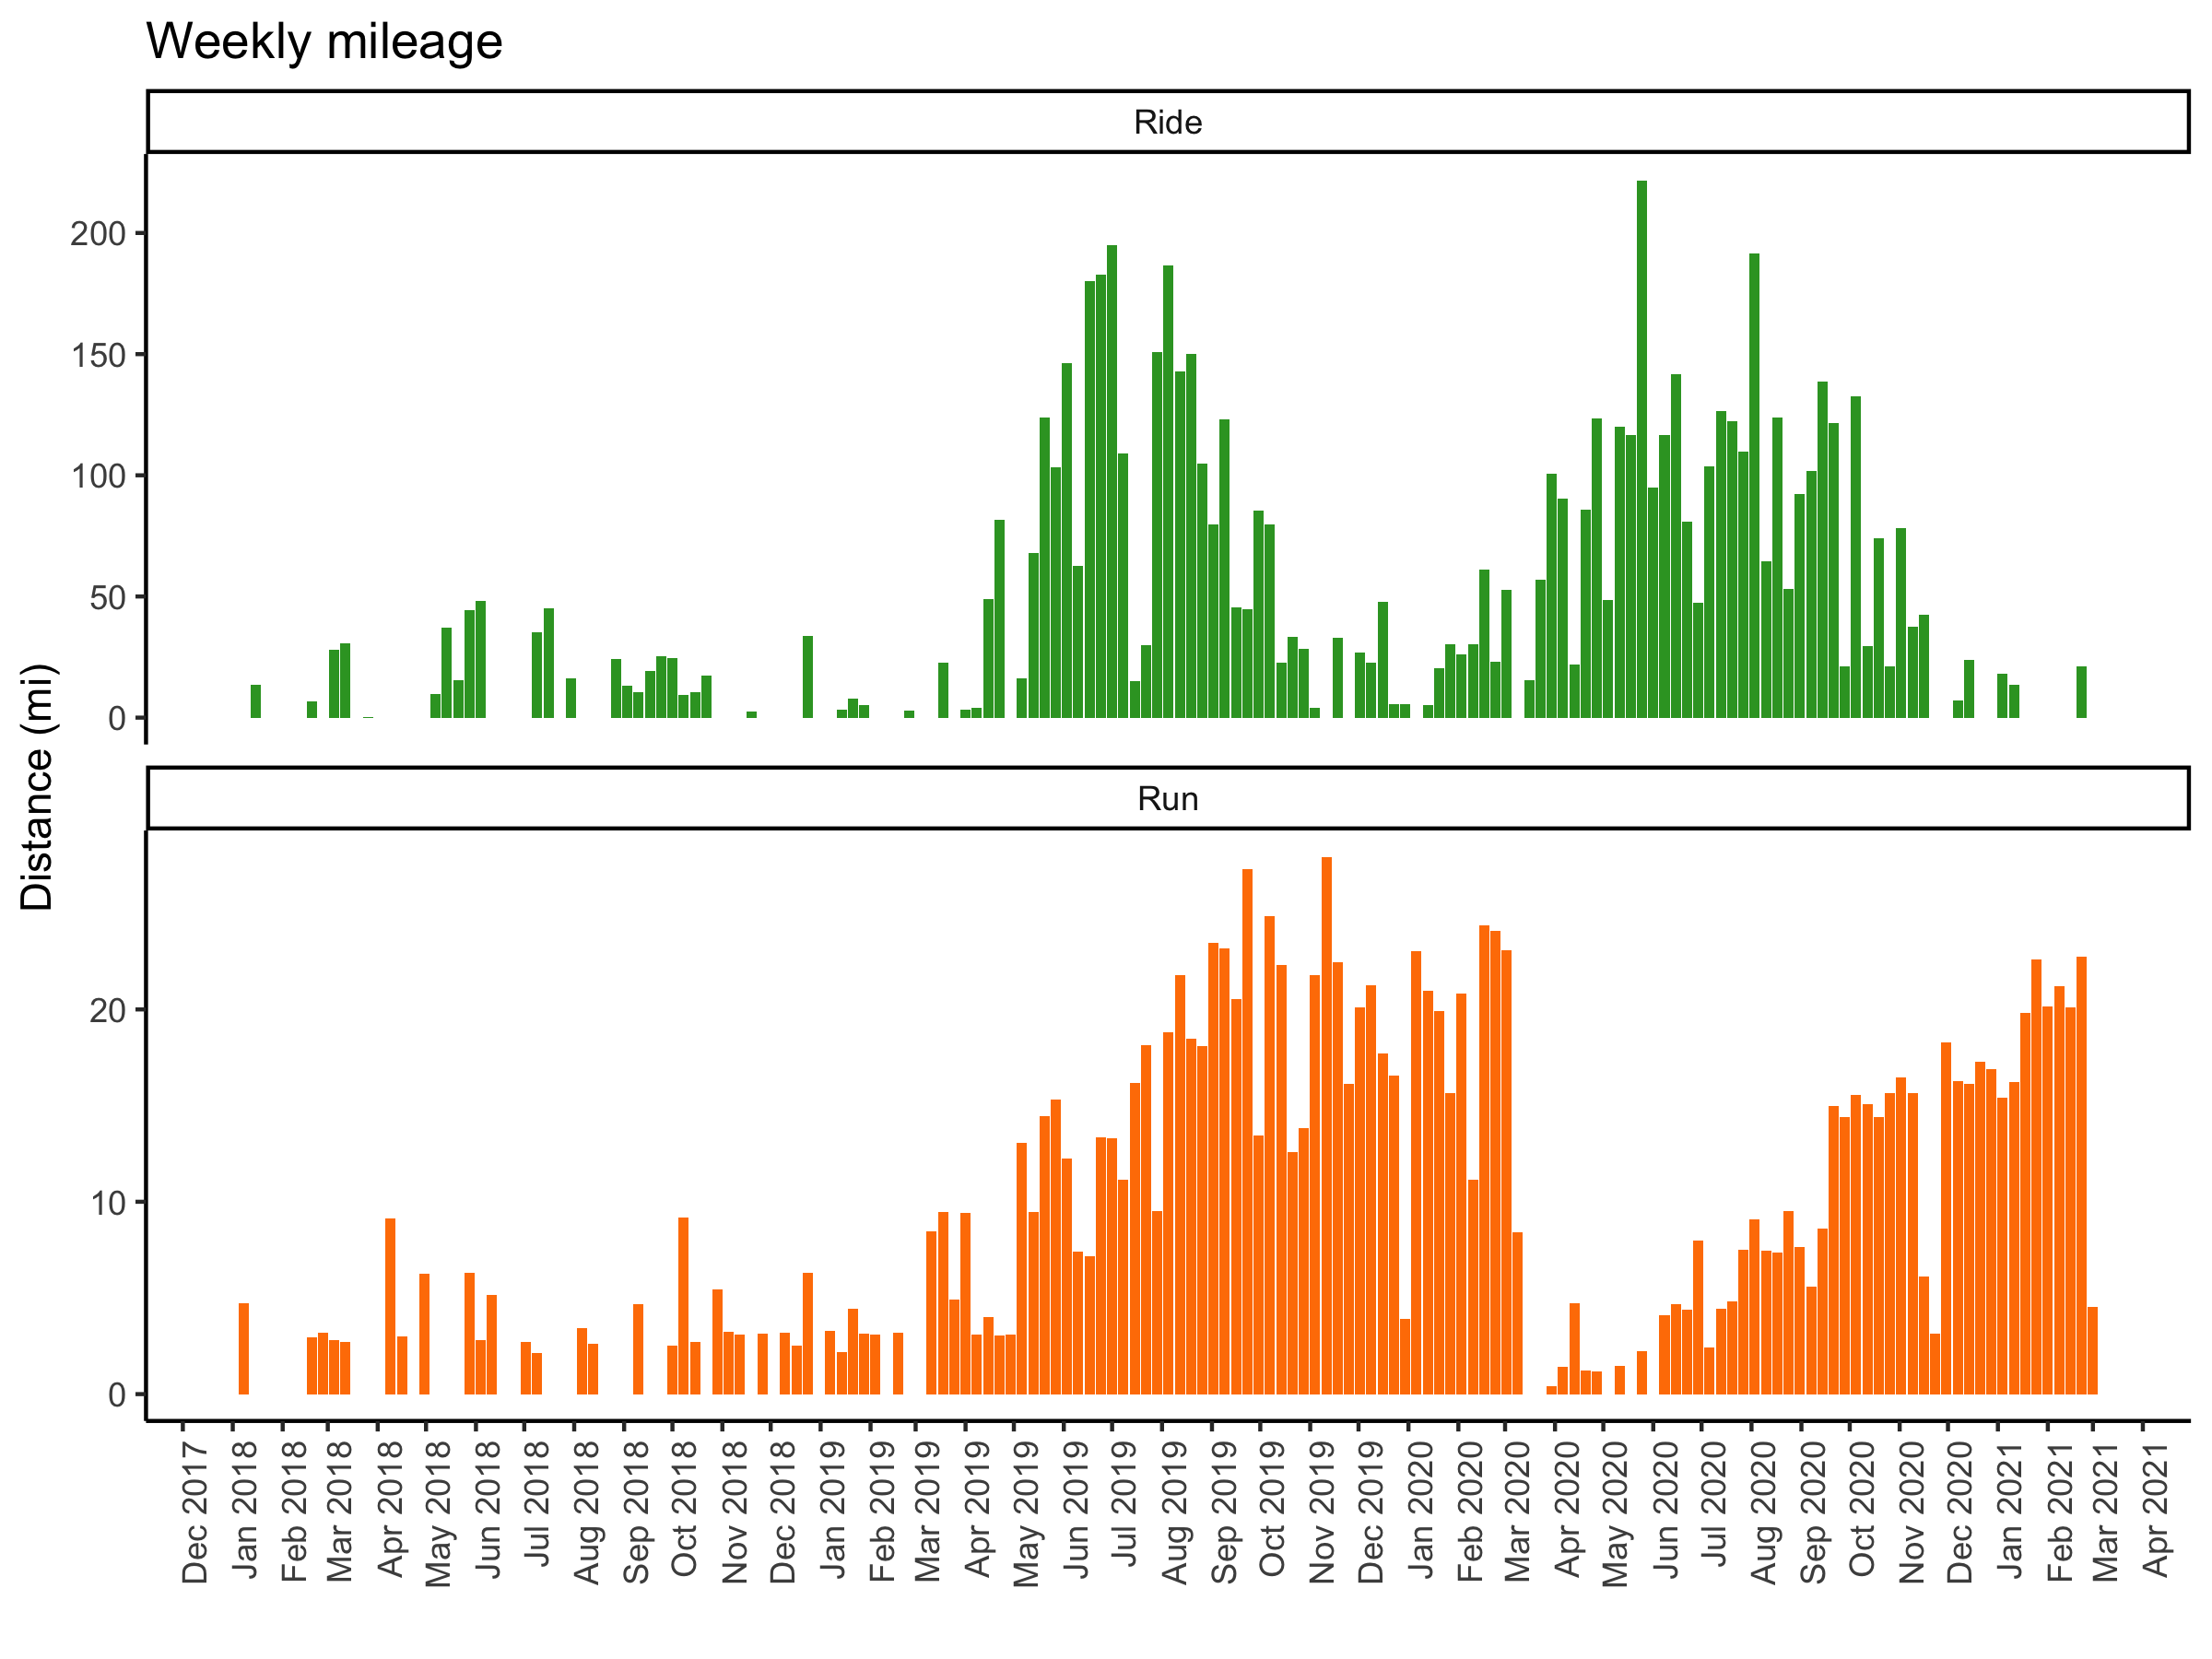 Weekly mileage
Ride
200
150
100
50
0
Distance (mi)
Run
20
10
0
Dec 2017
Jan 2018
Feb 2018
Mar 2018
Apr 2018
May 2018
Jun 2018
Jul 2018
Aug 2018
Sep 2018
Oct 2018
Nov 2018
Dec 2018
Jan 2019
Feb 2019
Mar 2019
Apr 2019
May 2019
Jun 2019
Jul 2019
Aug 2019
Sep 2019
Oct 2019
Nov 2019
Dec 2019
Jan 2020
Feb 2020
Mar 2020
Apr 2020
May 2020
Jun 2020
Jul 2020
Aug 2020
Sep 2020
Oct 2020
Nov 2020
Dec 2020
Jan 2021
Feb 2021
Mar 2021
Apr 2021